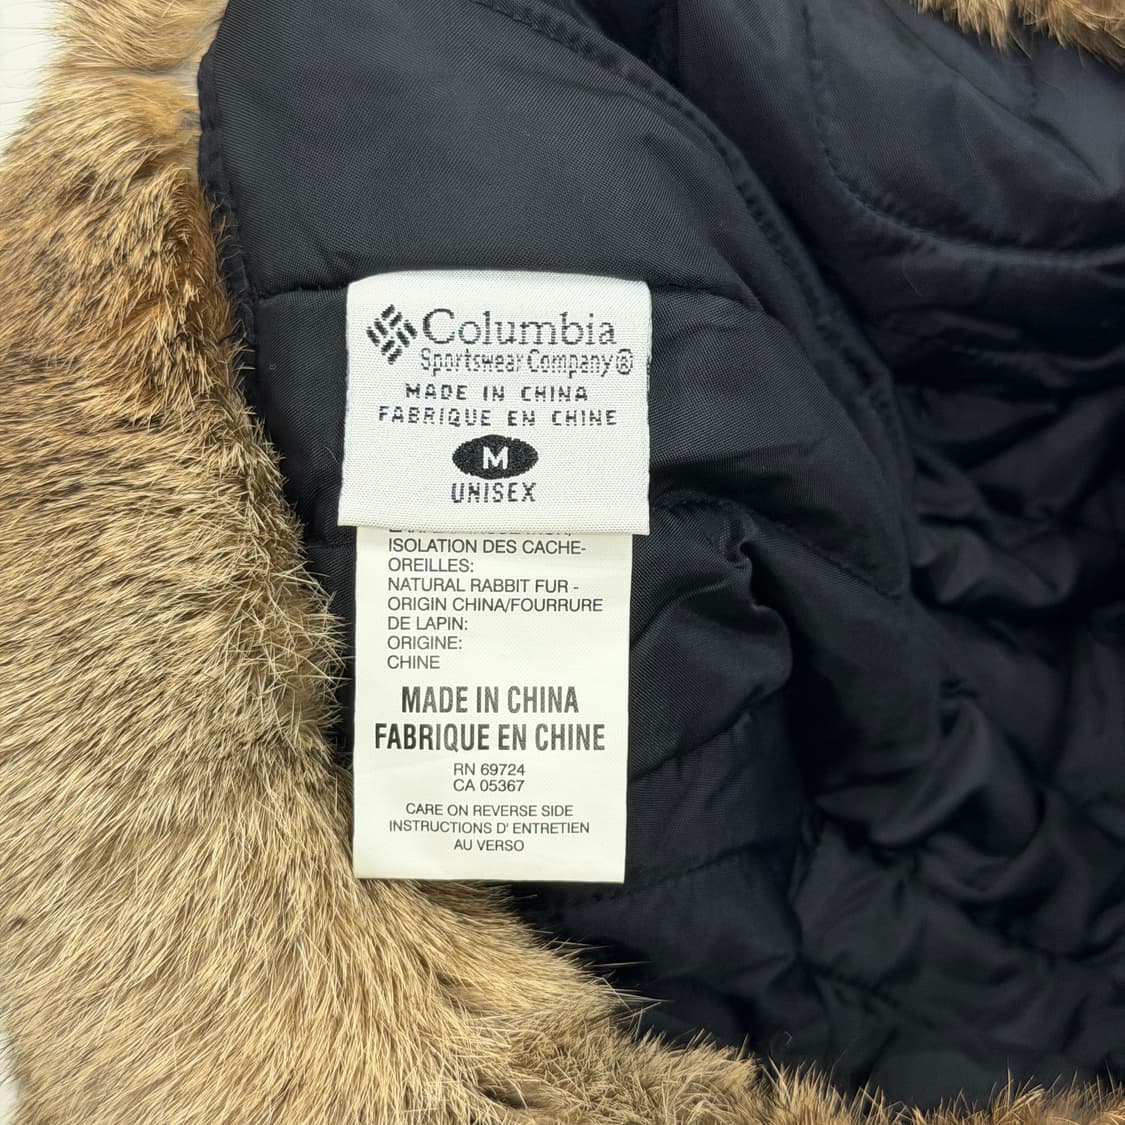 Columbia
Sportswear Company®
MADE IN CHINA
FABRIQUE EN CHINE
M
UNISEX
ISOLATION DES CACHE-
OREILLES:
NATURAL RABBIT FUR -
ORIGIN CHINA/FOURRURE
DE LAPIN:
ORIGINE:
CHINE
MADE IN CHINA
FABRIQUE EN CHINE
RN 69724
CA 05367
CARE ON REVERSE SIDE
INSTRUCTIONS D' ENTRETIEN
AU VERSO